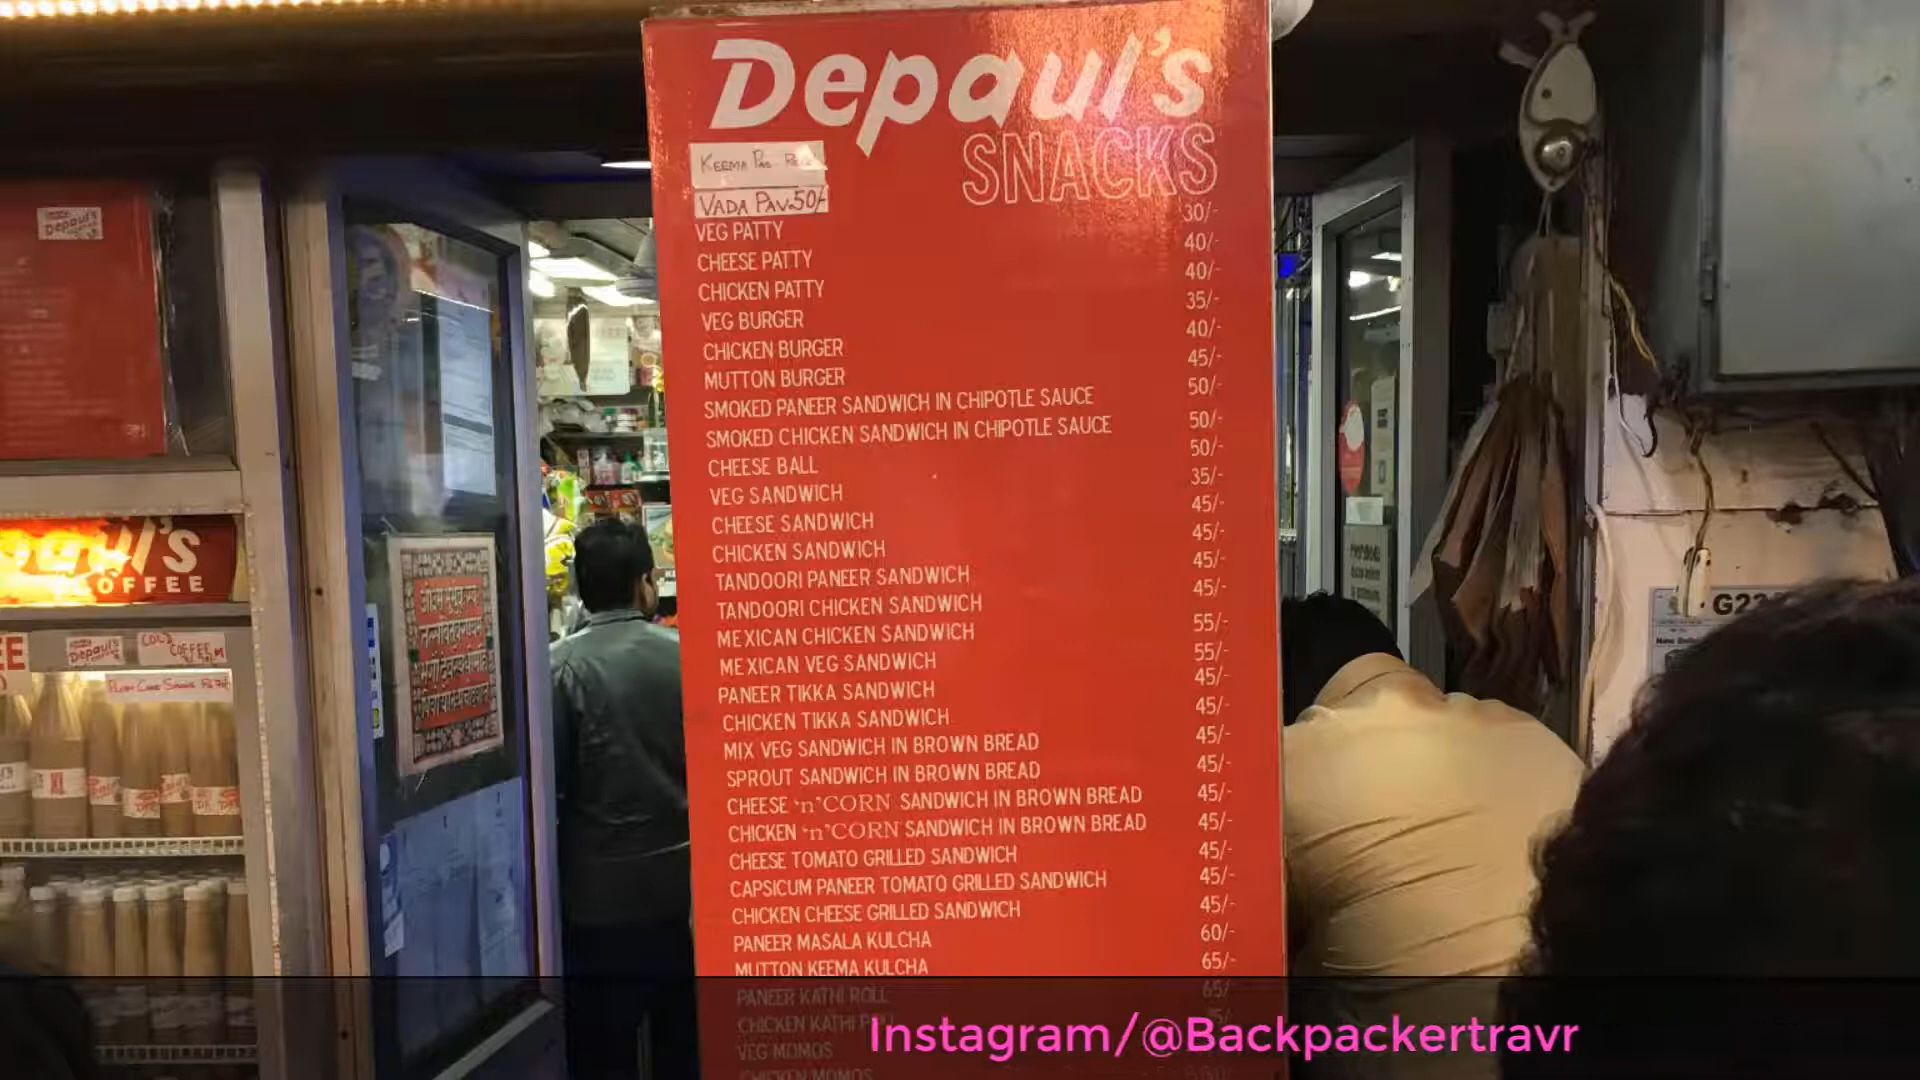 Depaul's
SNACKS
KEEMA PAV
VADA PAV 50/-
VEG PATTY 30/-
CHEESE PATTY 40/-
CHICKEN PATTY 40/-
VEG BURGER 35/-
CHICKEN BURGER 40/-
MUTTON BURGER 45/-
SMOKED PANEER SANDWICH IN CHIPOTLE SAUCE 50/-
SMOKED CHICKEN SANDWICH IN CHIPOTLE SAUCE 50/-
CHEESE BALL 50/-
VEG SANDWICH 35/-
CHEESE SANDWICH 45/-
CHICKEN SANDWICH 45/-
TANDOORI PANEER SANDWICH 45/-
TANDOORI CHICKEN SANDWICH 45/-
MEXICAN CHICKEN SANDWICH 55/-
MEXICAN VEG SANDWICH 55/-
PANEER TIKKA SANDWICH 45/-
CHICKEN TIKKA SANDWICH 45/-
MIX VEG SANDWICH IN BROWN BREAD 45/-
SPROUT SANDWICH IN BROWN BREAD 45/-
CHEESE 'n' CORN SANDWICH IN BROWN BREAD 45/-
CHICKEN 'n' CORN SANDWICH IN BROWN BREAD 45/-
CHEESE TOMATO GRILLED SANDWICH 45/-
CAPSICUM PANEER TOMATO GRILLED SANDWICH 45/-
CHICKEN CHEESE GRILLED SANDWICH 45/-
PANEER MASALA KULCHA 60/-
MUTTON KEEMA KULCHA 65/-
PANEER KATHI ROLL 65/-
CHICKEN KATHI
VEG MOMOS
CHICKEN MOMOS
Instagram/@Backpackertravr
Depaul's
paul's
COFFEE
Depaul's
COLD COFFEE